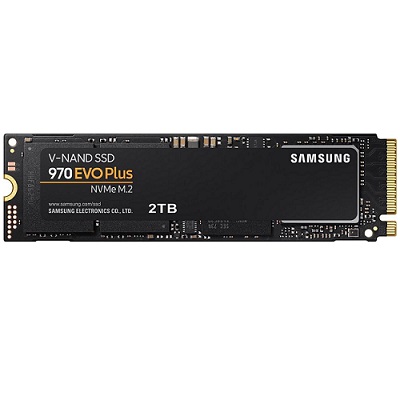 V-NAND SSD
970 EVO Plus
NVMe M.2
www.samsung.com/ssd
SAMSUNG ELECTRONICS CO., LTD.
2TB
SAMSUNG